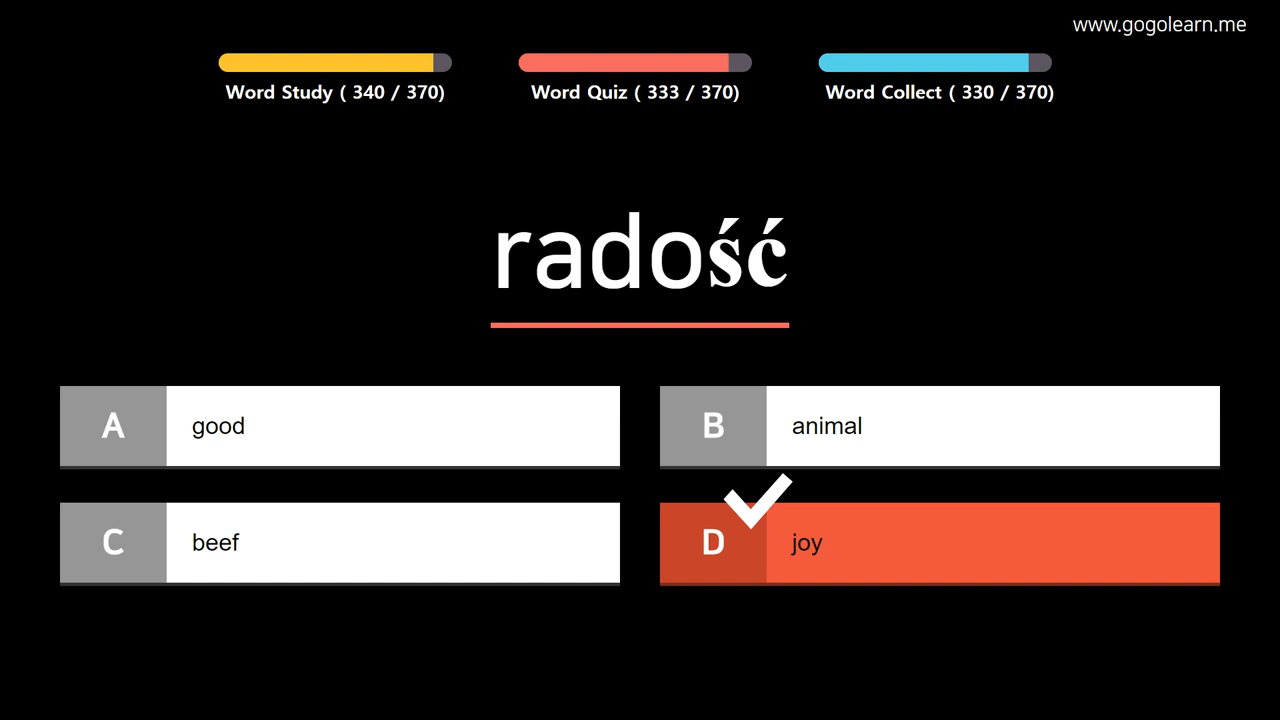 www.gogolearn.me
Word Study ( 340 / 370)
Word Quiz ( 333 / 370)
Word Collect ( 330 / 370)
radość
A good
B animal
C beef
D joy